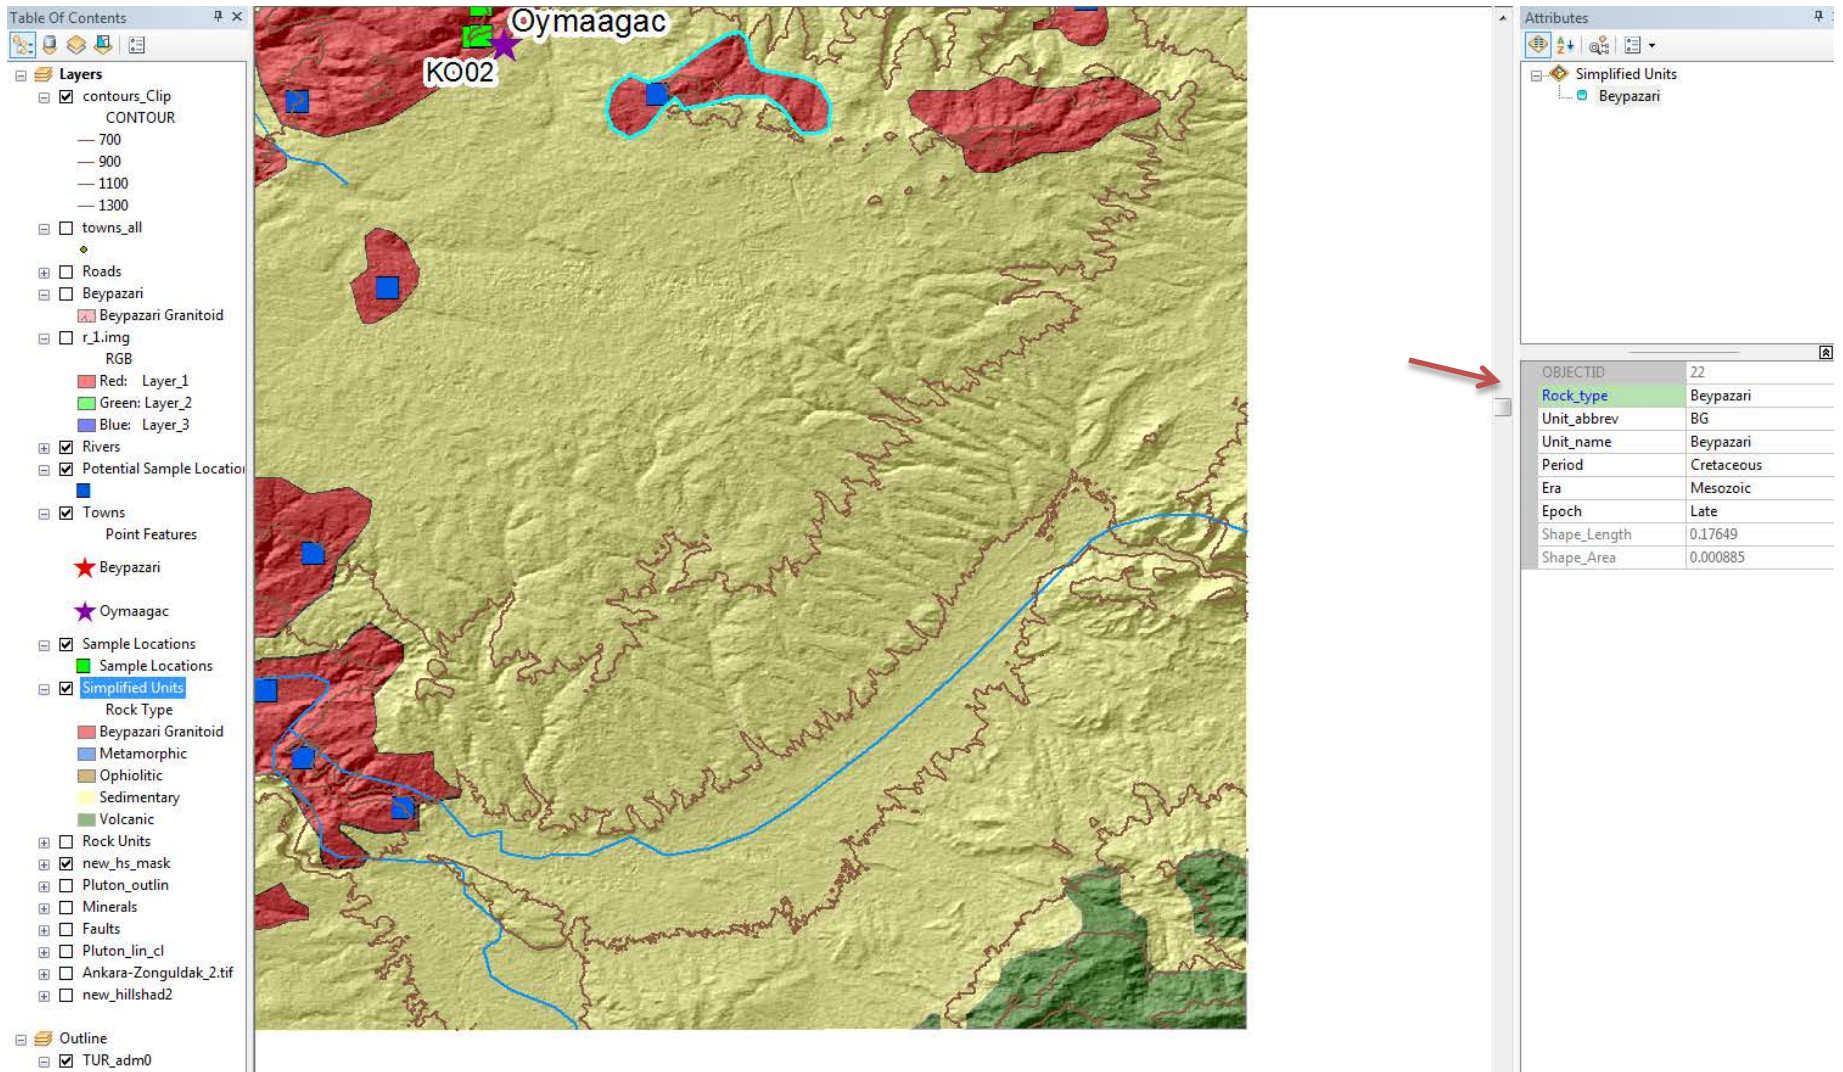 Table Of Contents
Layers
contours_Clip
CONTOUR
700
900
1100
1300
towns_all
Roads
Beypazari
Beypazari Granitoid
r_1.img
RGB
Red: Layer_1
Green: Layer_2
Blue: Layer_3
Rivers
Potential Sample Location
Towns
Point Features
Beypazari
Oymaagac
Sample Locations
Sample Locations
Simplified Units
Rock Type
Beypazari Granitoid
Metamorphic
Ophiolitic
Sedimentary
Volcanic
Rock Units
new_hs_mask
Pluton_outlin
Minerals
Faults
Pluton_lin_cl
Ankara-Zonguldak_2.tif
new_hillshad2
Outline
TUR_adm0
Oymaagac
KO02
Attributes
Simplified Units
Beypazari
OBJECTID 22
Rock_type Beypazari
Unit_abbrev BG
Unit_name Beypazari
Period Cretaceous
Era Mesozoic
Epoch Late
Shape_Length 0.17649
Shape_Area 0.000885